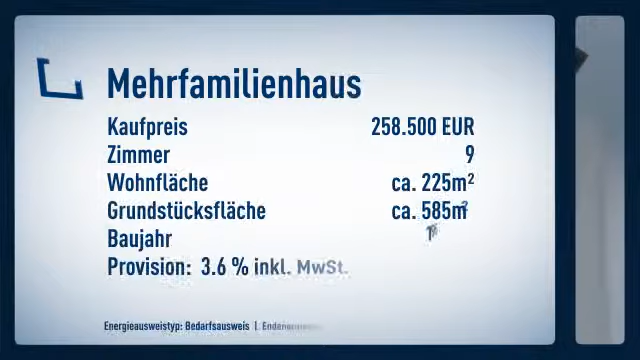 Mehrfamilienhaus
Kaufpreis 258.500 EUR
Zimmer 9
Wohnfläche ca. 225m²
Grundstücksfläche ca. 585m²
Baujahr
Provision: 3.6 % inkl. MwSt.
Energieausweistyp: Bedarfsausweis |